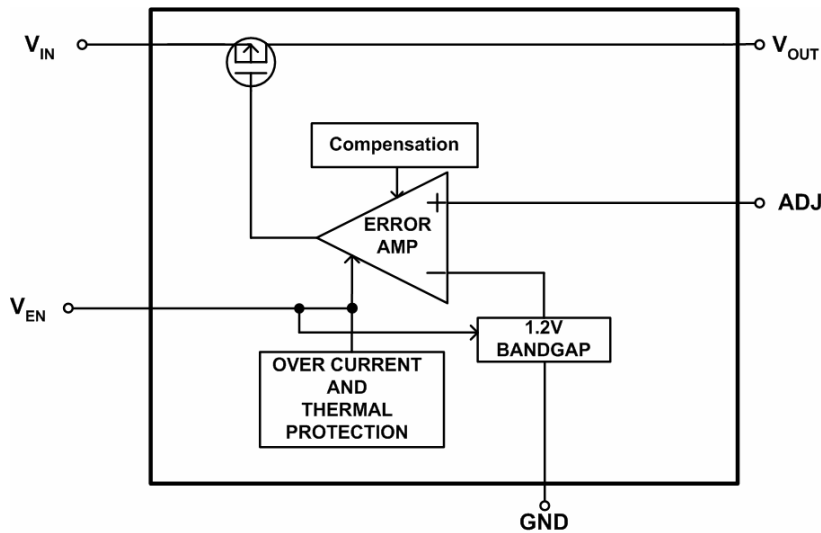 VIN
VOUT
Compensation
ADJ
+
ERROR
AMP
−
VEN
1.2V
BANDGAP
OVER CURRENT
AND
THERMAL
PROTECTION
GND